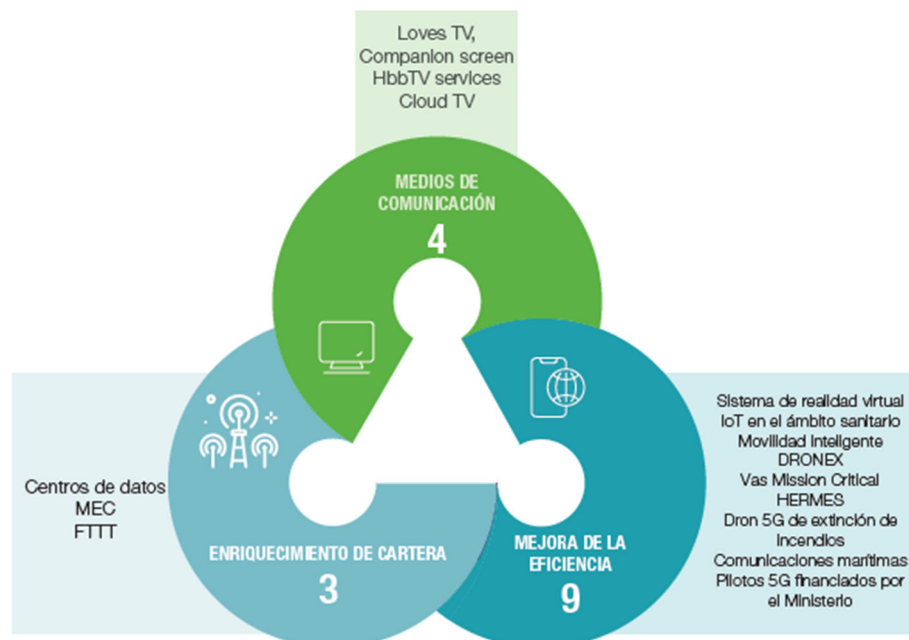 Loves TV,
Companion screen
HbbTV services
Cloud TV
MEDIOS DE
COMUNICACIÓN
4
Centros de datos
MEC
FTTT
ENRIQUECIMIENTO DE CARTERA
3
MEJORA DE LA
EFICIENCIA
9
Sistema de realidad virtual
IoT en el ámbito sanitario
Movilidad Inteligente
DRONEX
Vas Mission Critical
HERMES
Dron 5G de extinción de
Incendios
Comunicaciones marítimas
Pilotos 5G financiados por
el Ministerio